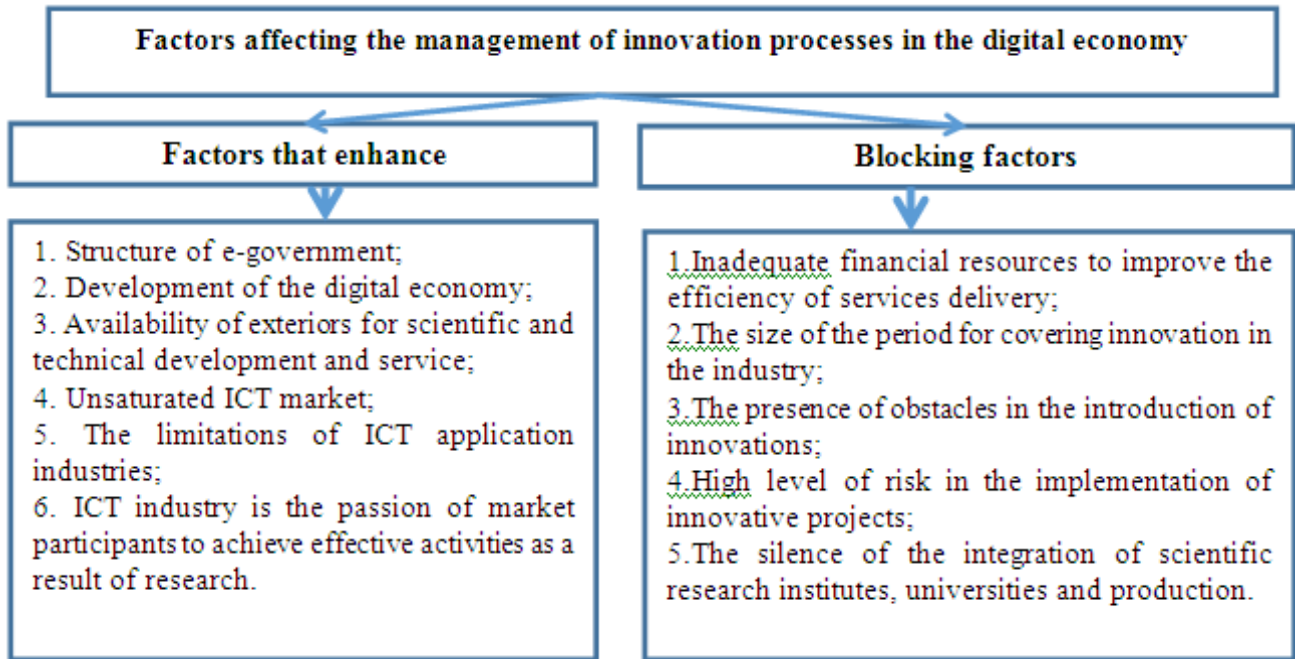 Factors affecting the management of innovation processes in the digital economy
Factors that enhance
1. Structure of e-government;
2. Development of the digital economy;
3. Availability of exteriors for scientific and
technical development and service;
4. Unsaturated ICT market;
5. The limitations of ICT application
industries;
6. ICT industry is the passion of market
participants to achieve effective activities as a
result of research.
Blocking factors
1.Inadequate financial resources to improve the
efficiency of services delivery;
2.The size of the period for covering innovation in
the industry;
3.The presence of obstacles in the introduction of
innovations;
4.High level of risk in the implementation of
innovative projects;
5.The silence of the integration of scientific
research institutes, universities and production.